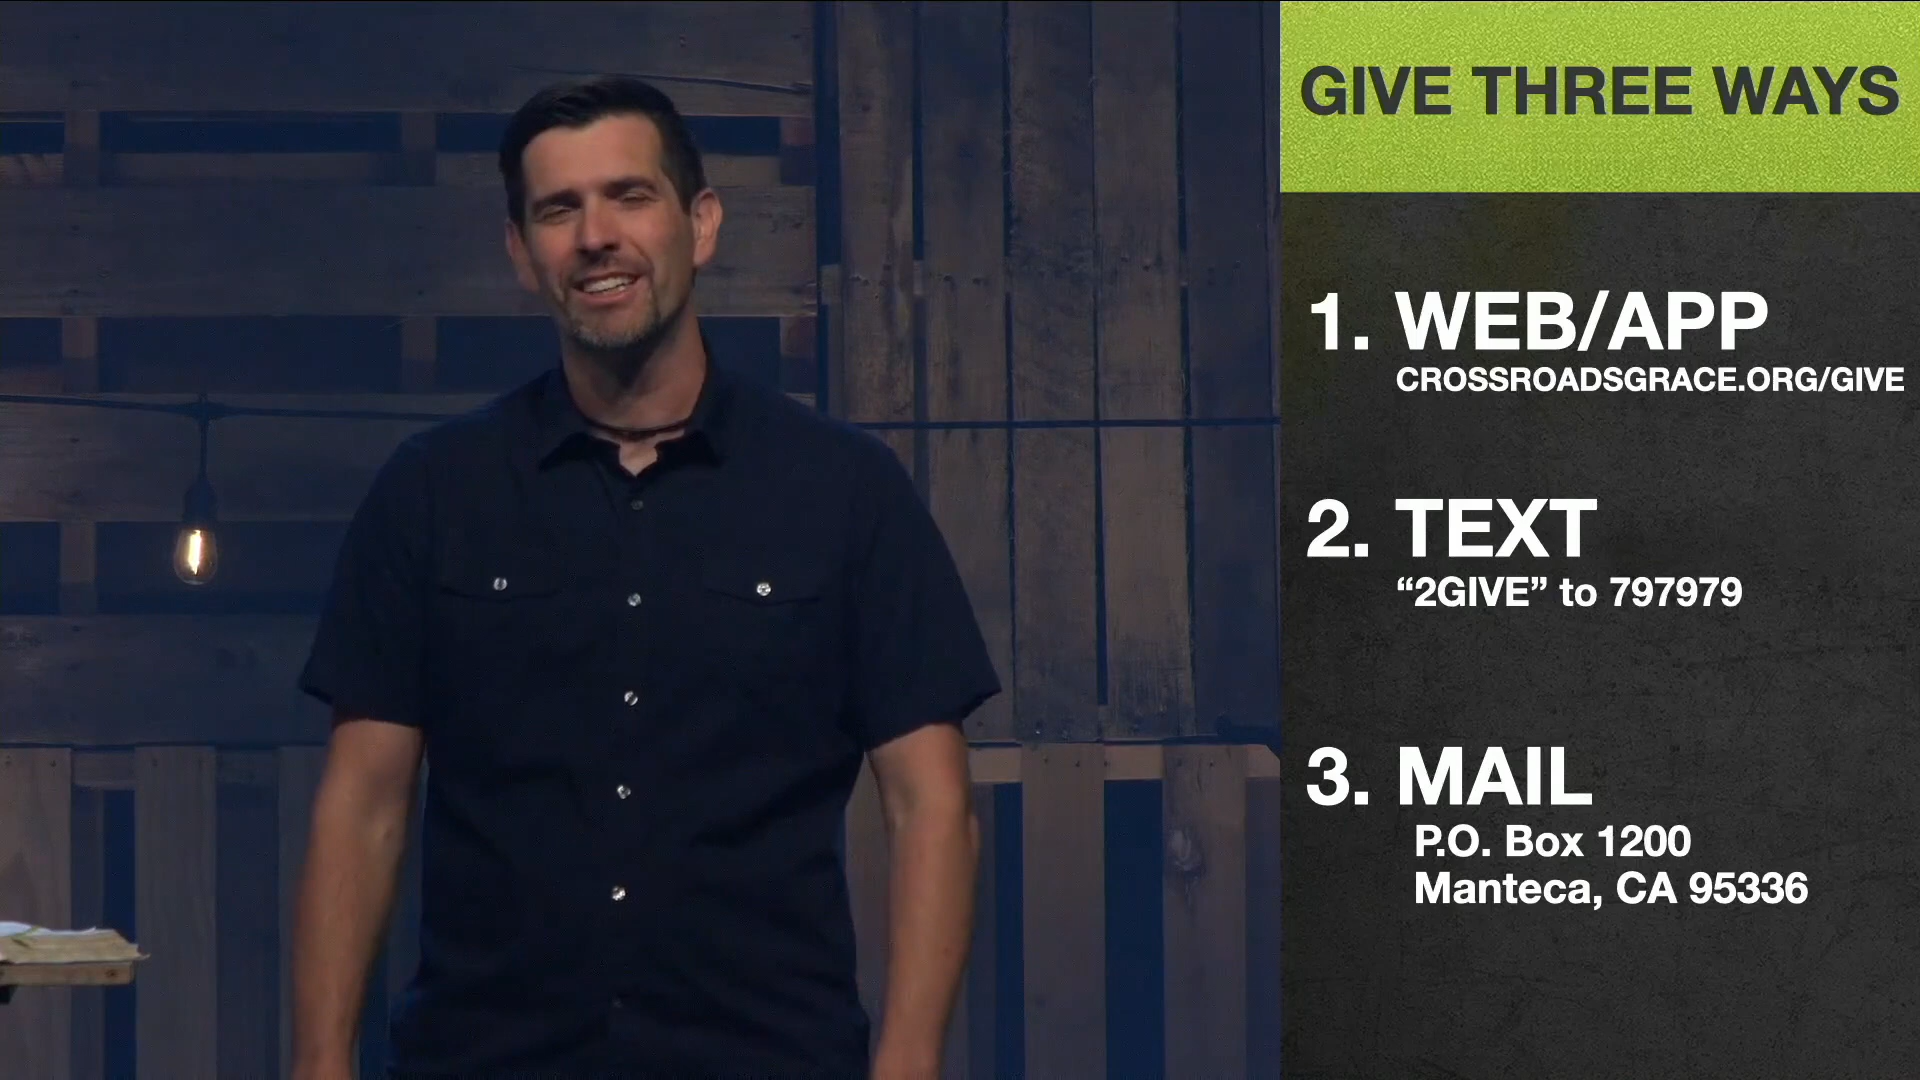 GIVE THREE WAYS
1. WEB/APP
CROSSROADSGRACE.ORG/GIVE
2. TEXT
“2GIVE” to 797979
3. MAIL
P.O. Box 1200
Manteca, CA 95336